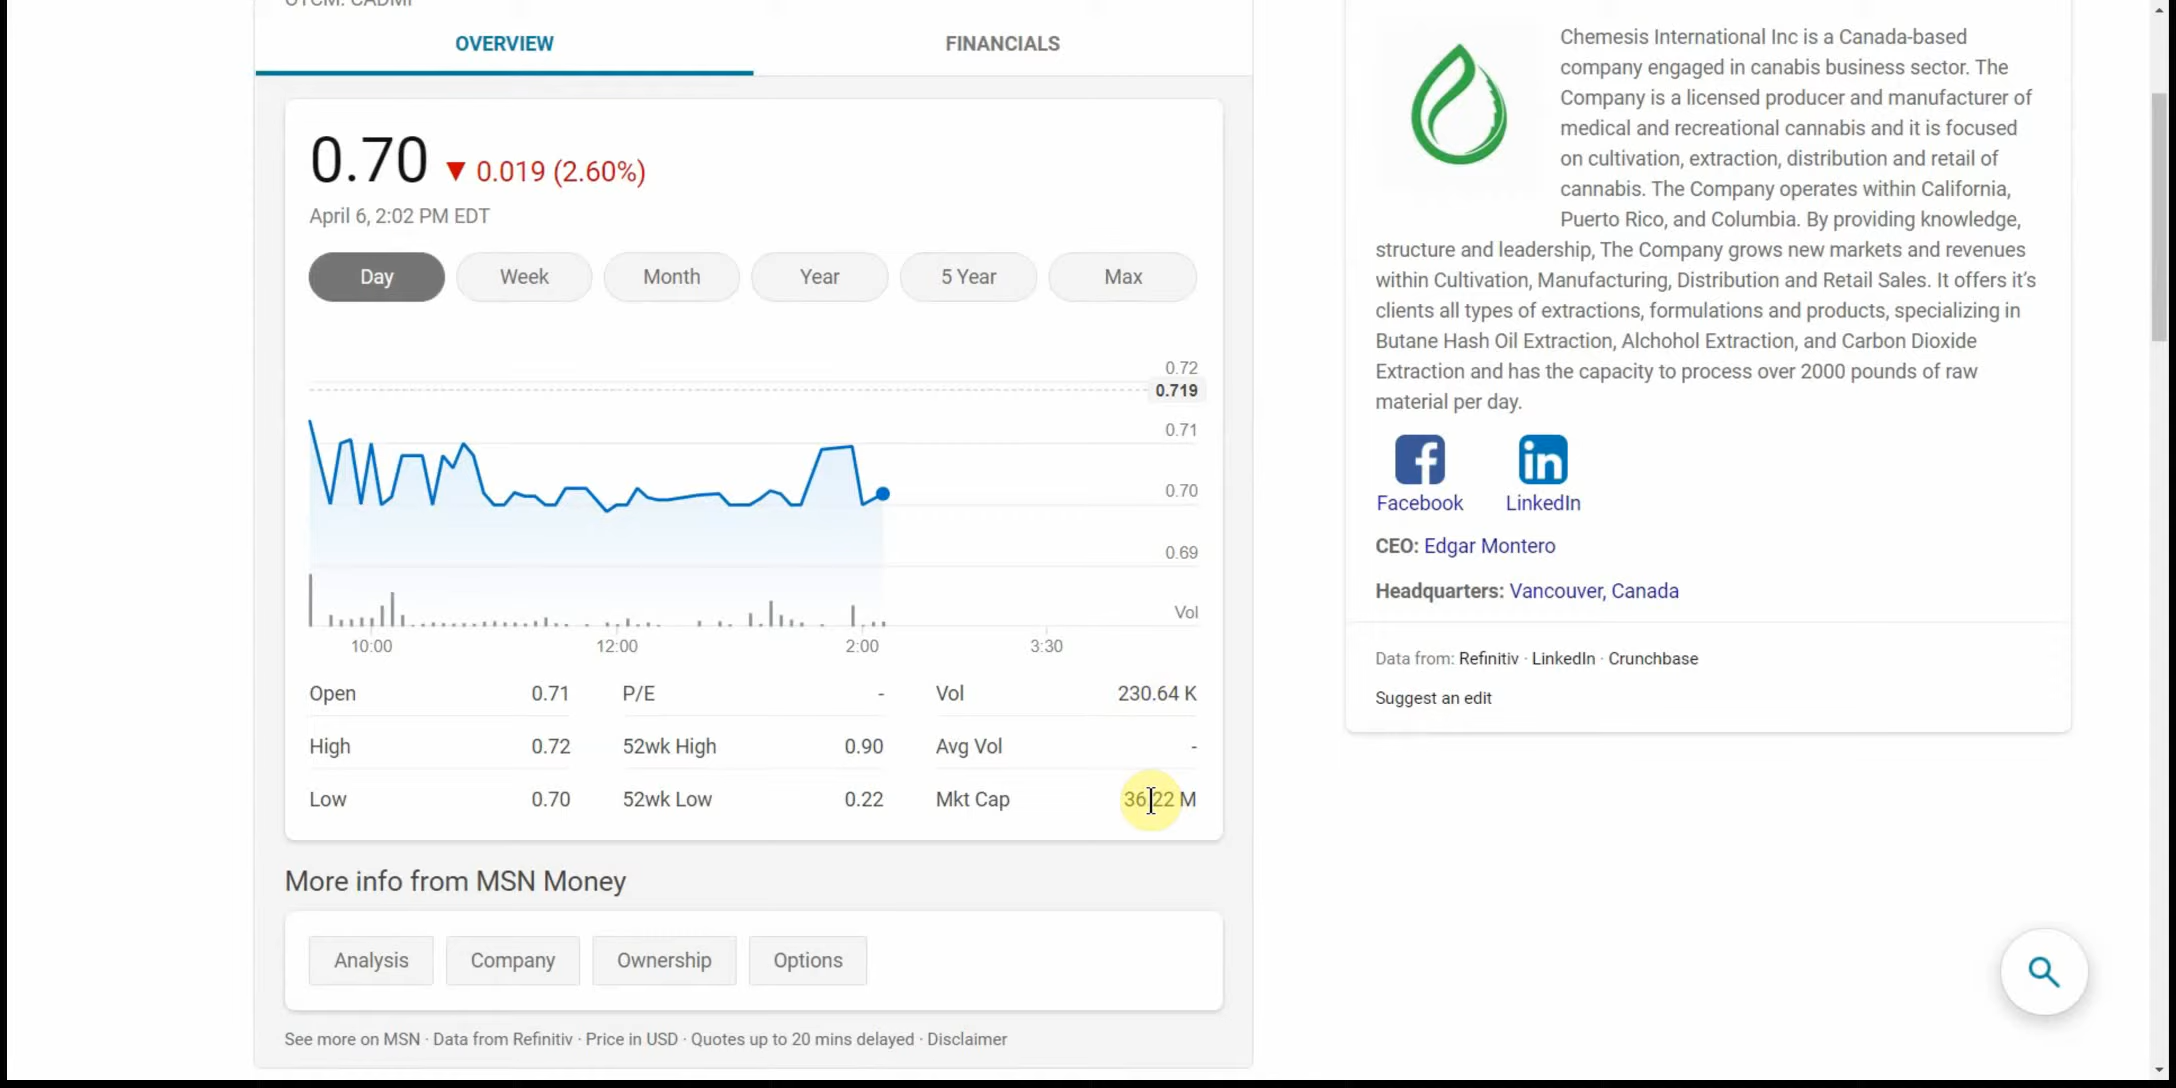 OTCM: CADMF
OVERVIEW
FINANCIALS
0.70 ▼ 0.019 (2.60%)
April 6, 2:02 PM EDT
Day
Week
Month
Year
5 Year
Max
0.72
0.719
0.71
0.70
0.69
Vol
10:00
12:00
2:00
3:30
Open 0.71
P/E -
Vol 230.64 K
High 0.72
52wk High 0.90
Avg Vol -
Low 0.70
52wk Low 0.22
Mkt Cap 36.22 M
More info from MSN Money
Analysis
Company
Ownership
Options
See more on MSN · Data from Refinitiv · Price in USD · Quotes up to 20 mins delayed · Disclaimer
Chemesis International Inc is a Canada-based
company engaged in canabis business sector. The
Company is a licensed producer and manufacturer of
medical and recreational cannabis and it is focused
on cultivation, extraction, distribution and retail of
cannabis. The Company operates within California,
Puerto Rico, and Columbia. By providing knowledge,
structure and leadership, The Company grows new markets and revenues
within Cultivation, Manufacturing, Distribution and Retail Sales. It offers it's
clients all types of extractions, formulations and products, specializing in
Butane Hash Oil Extraction, Alchohol Extraction, and Carbon Dioxide
Extraction and has the capacity to process over 2000 pounds of raw
material per day.
Facebook
LinkedIn
CEO: Edgar Montero
Headquarters: Vancouver, Canada
Data from: Refinitiv · LinkedIn · Crunchbase
Suggest an edit